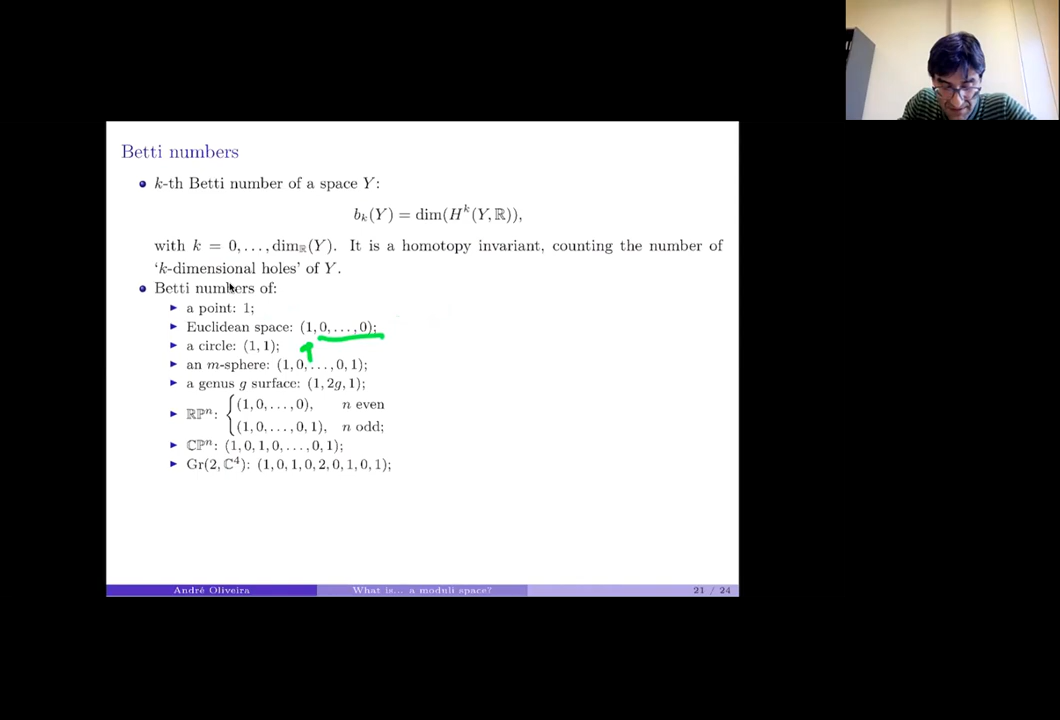 Betti numbers
• k-th Betti number of a space Y:
b_k(Y) = dim(H^k(Y, ℝ)),
with k = 0, . . . , dim_ℝ(Y). It is a homotopy invariant, counting the number of
‘k-dimensional holes’ of Y.
• Betti numbers of:
▶ a point: 1;
▶ Euclidean space: (1, 0, . . . , 0);
▶ a circle: (1, 1);
▶ an m-sphere: (1, 0, . . . , 0, 1);
▶ a genus g surface: (1, 2g, 1);
▶ ℝℙ^n: { (1, 0, . . . , 0), n even
(1, 0, . . . , 0, 1), n odd;
▶ ℂℙ^n: (1, 0, 1, 0, . . . , 0, 1);
▶ Gr(2, ℂ^4): (1, 0, 1, 0, 2, 0, 1, 0, 1);
André Oliveira What is... a moduli space? 21 / 24